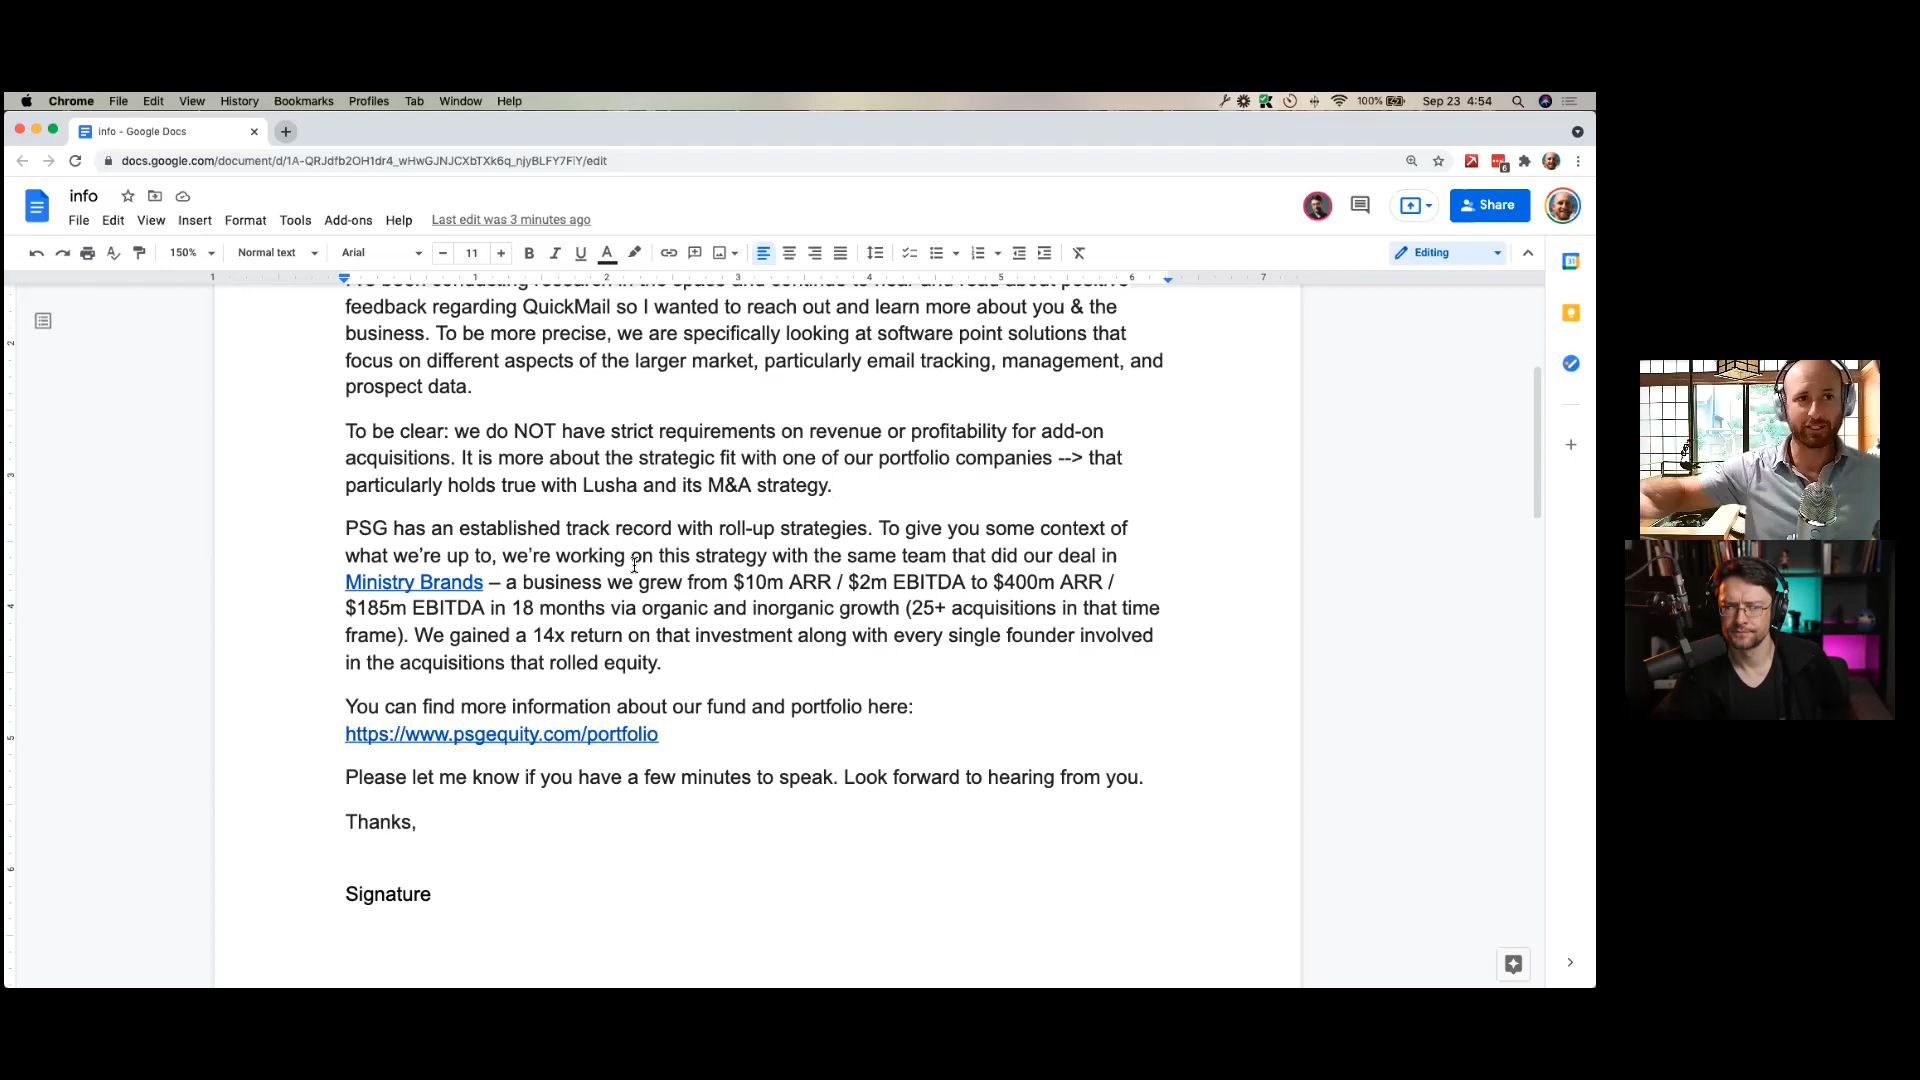 Chrome File Edit View History Bookmarks Profiles Tab Window Help 100% Sep 23 4:54
info - Google Docs
docs.google.com/document/d/1A-QRJdfb2OH1dr4_wHwGJNJCXbTXk6q_njyBLFY7FlY/edit
info
File Edit View Insert Format Tools Add-ons Help Last edit was 3 minutes ago
Share
150% Normal text Arial 11 Editing
1 1 2 3 4 5 6 7
feedback regarding QuickMail so I wanted to reach out and learn more about you & the
business. To be more precise, we are specifically looking at software point solutions that
focus on different aspects of the larger market, particularly email tracking, management, and
prospect data.
To be clear: we do NOT have strict requirements on revenue or profitability for add-on
acquisitions. It is more about the strategic fit with one of our portfolio companies --> that
particularly holds true with Lusha and its M&A strategy.
PSG has an established track record with roll-up strategies. To give you some context of
what we’re up to, we’re working on this strategy with the same team that did our deal in
Ministry Brands – a business we grew from $10m ARR / $2m EBITDA to $400m ARR /
$185m EBITDA in 18 months via organic and inorganic growth (25+ acquisitions in that time
frame). We gained a 14x return on that investment along with every single founder involved
in the acquisitions that rolled equity.
You can find more information about our fund and portfolio here:
https://www.psgequity.com/portfolio
Please let me know if you have a few minutes to speak. Look forward to hearing from you.
Thanks,
Signature